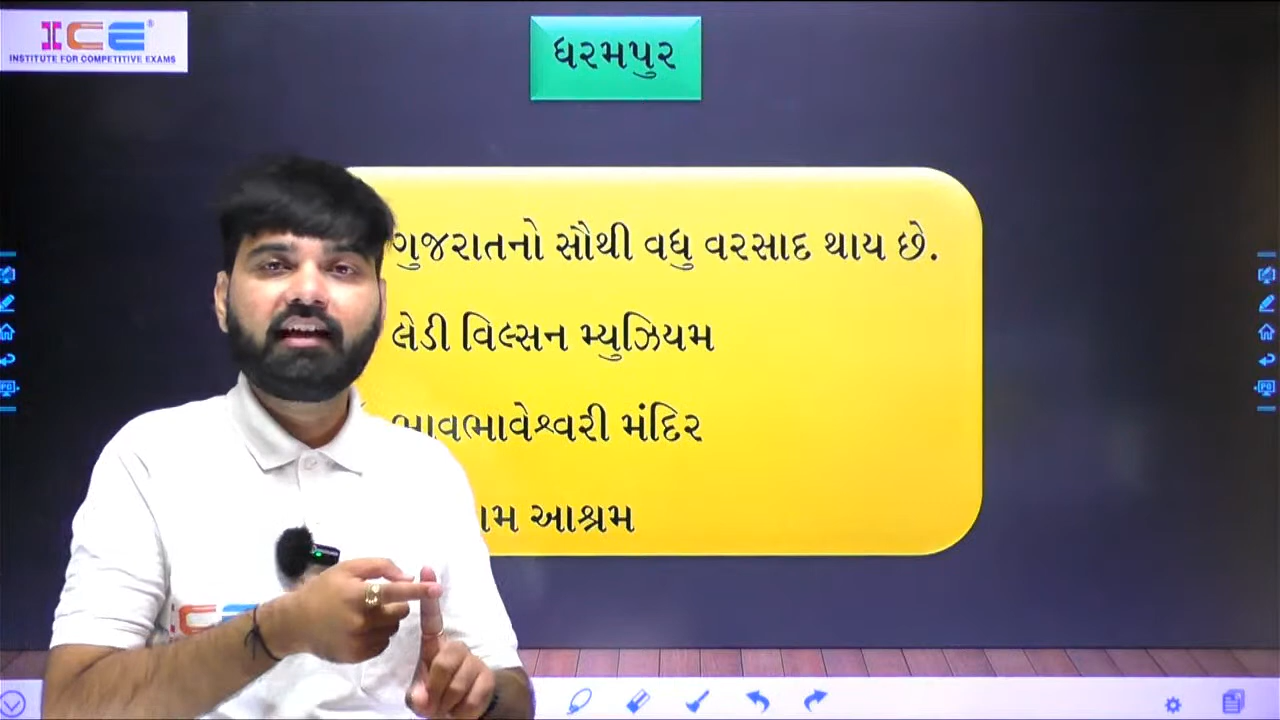 ICE®
INSTITUTE FOR COMPETITIVE EXAMS
ધરમપુર
ગુજરાતનો સૌથી વધુ વરસાદ થાય છે.
લેડી વિલ્સન મ્યુઝિયમ
ભાવભાવેશ્વરી મંદિર
આશ્રમ